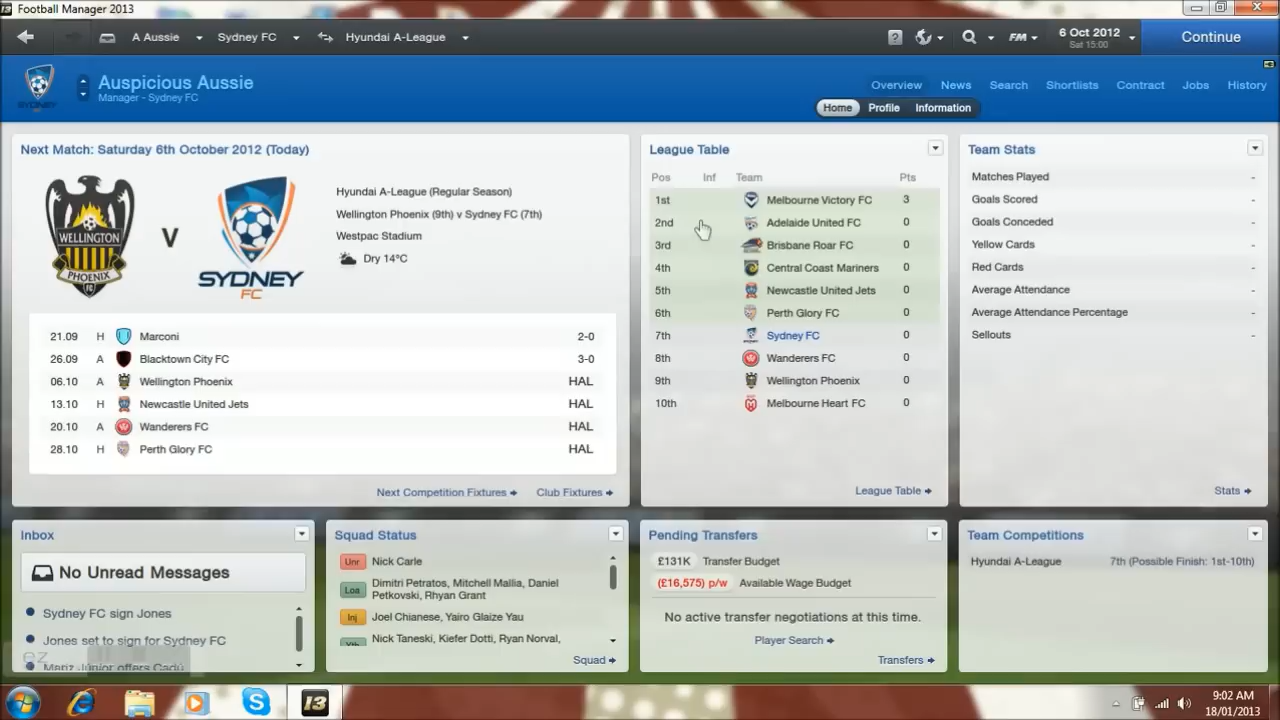 Football Manager 2013
A Aussie
Sydney FC
Hyundai A-League
?
FM
6 Oct 2012
Sat 15:00
Continue
Auspicious Aussie
Manager - Sydney FC
Overview
News
Search
Shortlists
Contract
Jobs
History
Home
Profile
Information
Next Match: Saturday 6th October 2012 (Today)
WELLINGTON
PHOENIX
FC
V
SYDNEY
FC
Hyundai A-League (Regular Season)
Wellington Phoenix (9th) v Sydney FC (7th)
Westpac Stadium
Dry 14°C
21.09 H Marconi 2-0
26.09 A Blacktown City FC 3-0
06.10 A Wellington Phoenix HAL
13.10 H Newcastle United Jets HAL
20.10 A Wanderers FC HAL
28.10 H Perth Glory FC HAL
Next Competition Fixtures
Club Fixtures
League Table
Pos Inf Team Pts
1st Melbourne Victory FC 3
2nd Adelaide United FC 0
3rd Brisbane Roar FC 0
4th Central Coast Mariners 0
5th Newcastle United Jets 0
6th Perth Glory FC 0
7th Sydney FC 0
8th Wanderers FC 0
9th Wellington Phoenix 0
10th Melbourne Heart FC 0
League Table
Team Stats
Matches Played -
Goals Scored -
Goals Conceded -
Yellow Cards -
Red Cards -
Average Attendance -
Average Attendance Percentage -
Sellouts -
Stats
Inbox
No Unread Messages
Sydney FC sign Jones
Jones set to sign for Sydney FC
Mariz Júnior offers Cadú
ez
Squad Status
Unr Nick Carle
Loa Dimitri Petratos, Mitchell Mallia, Daniel
Petkovski, Rhyan Grant
Inj Joel Chianese, Yairo Glaize Yau
Yth Nick Taneski, Kiefer Dotti, Ryan Norval,
Squad
Pending Transfers
£131K Transfer Budget
(£16,575) p/w Available Wage Budget
No active transfer negotiations at this time.
Player Search
Transfers
Team Competitions
Hyundai A-League 7th (Possible Finish: 1st-10th)
13
9:02 AM
18/01/2013